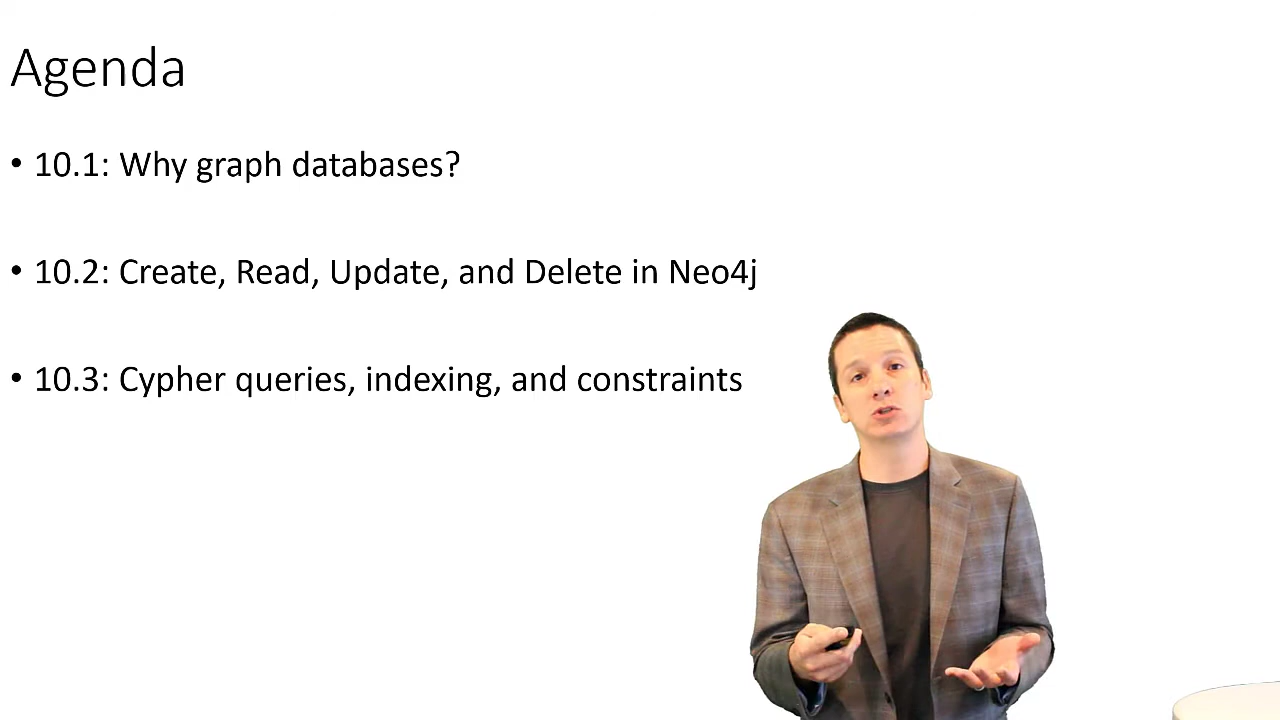 Agenda
• 10.1: Why graph databases?
• 10.2: Create, Read, Update, and Delete in Neo4j
• 10.3: Cypher queries, indexing, and constraints